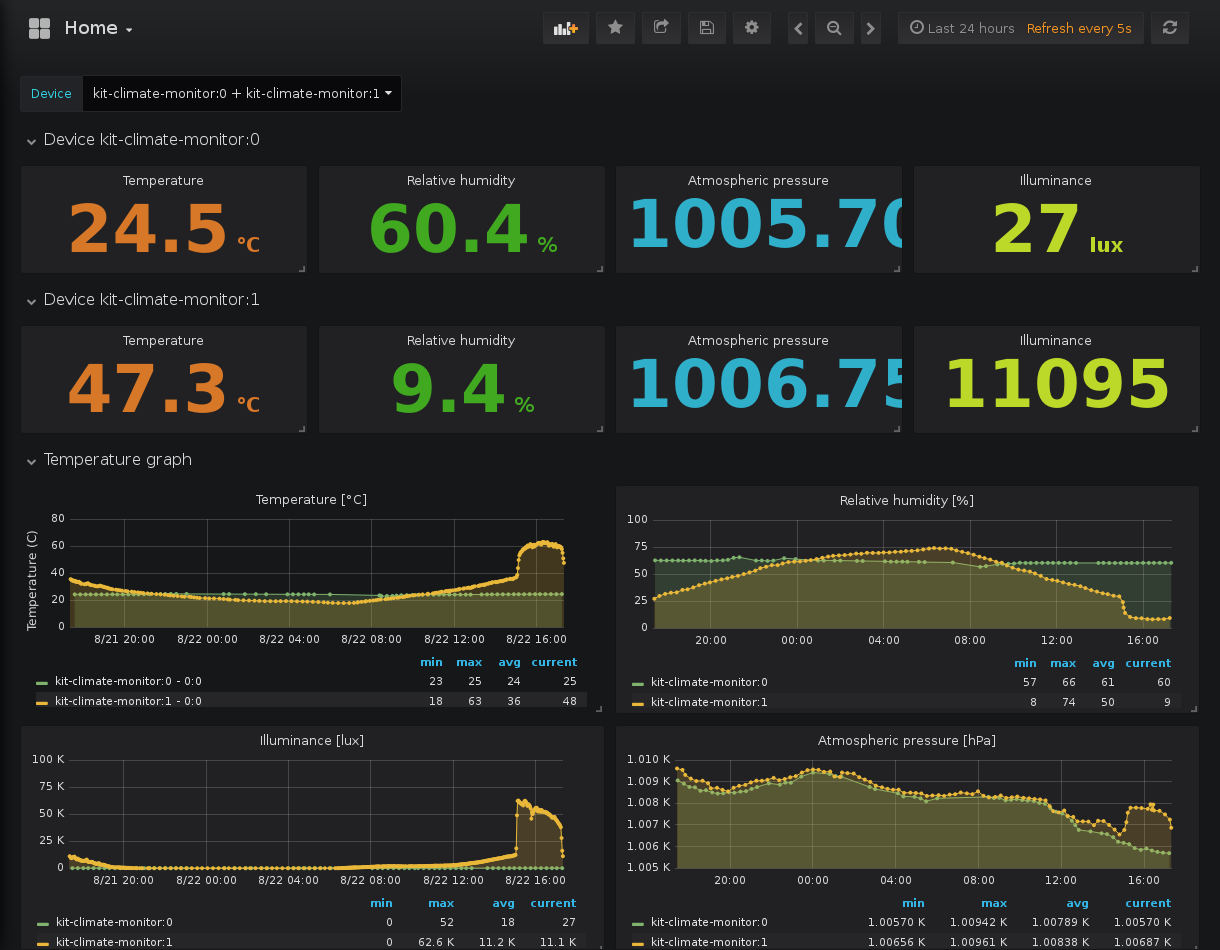 Home
Last 24 hours Refresh every 5s
Device kit-climate-monitor:0 + kit-climate-monitor:1
Device kit-climate-monitor:0
Temperature Relative humidity Atmospheric pressure Illuminance
24.5 °C 60.4 % 1005.70 27 lux
Device kit-climate-monitor:1
Temperature Relative humidity Atmospheric pressure Illuminance
47.3 °C 9.4 % 1006.75 11095
Temperature graph
Temperature [°C]
Temperature (C)
80
60
40
20
0
8/21 20:00 8/22 00:00 8/22 04:00 8/22 08:00 8/22 12:00 8/22 16:00
min max avg current
kit-climate-monitor:0 - 0:0 23 25 24 25
kit-climate-monitor:1 - 0:0 18 63 36 48
Relative humidity [%]
100
75
50
25
0
20:00 00:00 04:00 08:00 12:00 16:00
min max avg current
kit-climate-monitor:0 57 66 61 60
kit-climate-monitor:1 8 74 50 9
Illuminance [lux]
100 K
75 K
50 K
25 K
0
8/21 20:00 8/22 00:00 8/22 04:00 8/22 08:00 8/22 12:00 8/22 16:00
min max avg current
kit-climate-monitor:0 0 52 18 27
kit-climate-monitor:1 0 62.6 K 11.2 K 11.1 K
Atmospheric pressure [hPa]
1.010 K
1.009 K
1.008 K
1.007 K
1.006 K
1.005 K
20:00 00:00 04:00 08:00 12:00 16:00
min max avg current
kit-climate-monitor:0 1.00570 K 1.00942 K 1.00789 K 1.00570 K
kit-climate-monitor:1 1.00656 K 1.00961 K 1.00838 K 1.00687 K